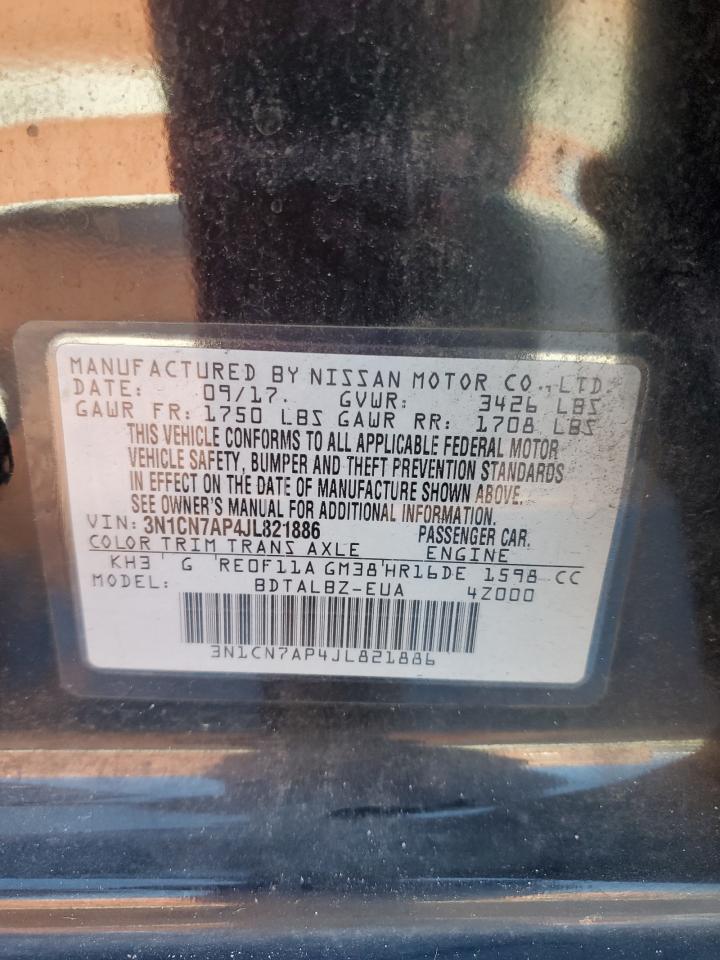 MANUFACTURED BY NISSAN MOTOR CO., LTD.
DATE: 09/17. GVWR: 3426 LBS
GAWR FR: 1750 LBS GAWR RR: 1708 LBS
THIS VEHICLE CONFORMS TO ALL APPLICABLE FEDERAL MOTOR
VEHICLE SAFETY, BUMPER AND THEFT PREVENTION STANDARDS
IN EFFECT ON THE DATE OF MANUFACTURE SHOWN ABOVE.
SEE OWNER'S MANUAL FOR ADDITIONAL INFORMATION.
VIN: 3N1CN7AP4JL821886 PASSENGER CAR.
COLOR TRIM TRANS AXLE ENGINE
KH3 G RE0F11A GM38 HR16DE 1598 CC
MODEL: BDTALBZ-EUA 4Z000
3N1CN7AP4JL821886